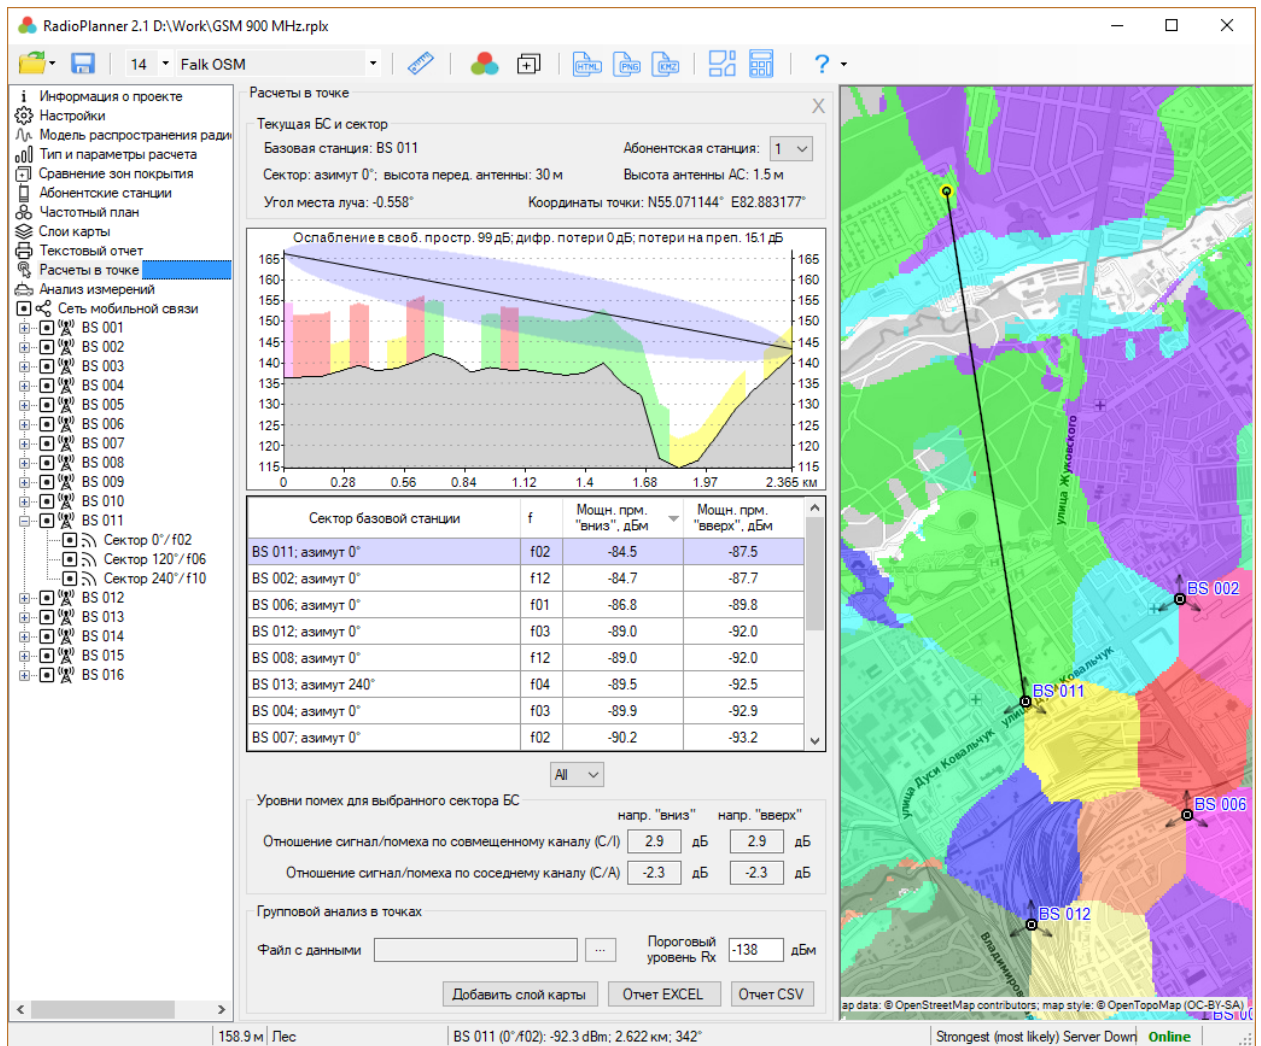 RadioPlanner 2.1 D:\Work\GSM 900 MHz.rplx
14 Falk OSM HTML PNG KMZ ?
Информация о проекте
Настройки
Модель распространения ради
Тип и параметры расчета
Сравнение зон покрытия
Абонентские станции
Частотный план
Слои карты
Текстовый отчет
Расчеты в точке
Анализ измерений
Сеть мобильной связи
BS 001
BS 002
BS 003
BS 004
BS 005
BS 006
BS 007
BS 008
BS 009
BS 010
BS 011
Сектор 0°/f02
Сектор 120°/f06
Сектор 240°/f10
BS 012
BS 013
BS 014
BS 015
BS 016
Расчеты в точке
X
Текущая БС и сектор
Базовая станция: BS 011 Абонентская станция: 1
Сектор: азимут 0°; высота перед. антенны: 30 м Высота антенны АС: 1.5 м
Угол места луча: -0.558° Координаты точки: N55.071144° E82.883177°
Ослабление в своб. простр. 99 дБ; дифр. потери 0 дБ; потери на преп. 15.1 дБ
165 165
160 160
155 155
150 150
145 145
140 140
135 135
130 130
125 125
120 120
115 115
0 0.28 0.56 0.84 1.12 1.4 1.68 1.97 2.365 км
Сектор базовой станции f Мощн. прм. "вниз", дБм Мощн. прм. "вверх", дБм
BS 011; азимут 0° f02 -84.5 -87.5
BS 002; азимут 0° f12 -84.7 -87.7
BS 006; азимут 0° f01 -86.8 -89.8
BS 012; азимут 0° f03 -89.0 -92.0
BS 008; азимут 0° f12 -89.0 -92.0
BS 013; азимут 240° f04 -89.5 -92.5
BS 004; азимут 0° f03 -89.9 -92.9
BS 007; азимут 0° f02 -90.2 -93.2
All
Уровни помех для выбранного сектора БС
напр. "вниз" напр. "вверх"
Отношение сигнал/помеха по совмещенному каналу (C/I) 2.9 дБ 2.9 дБ
Отношение сигнал/помеха по соседнему каналу (C/A) -2.3 дБ -2.3 дБ
Групповой анализ в точках
Файл с данными ... Пороговый уровень Rx -138 дБм
Добавить слой карты Отчет EXCEL Отчет CSV
улица Жуковского
BS 002
улица Дуси Ковальчук
BS 011
улица Дуси Ковальчук
BS 006
BS 012
Владимиров
ap data: © OpenStreetMap contributors; map style: © OpenTopoMap (OC-BY-SA)
158.9 м Лес BS 011 (0°/f02): -92.3 dBm; 2.622 км; 342° Strongest (most likely) Server Down Online